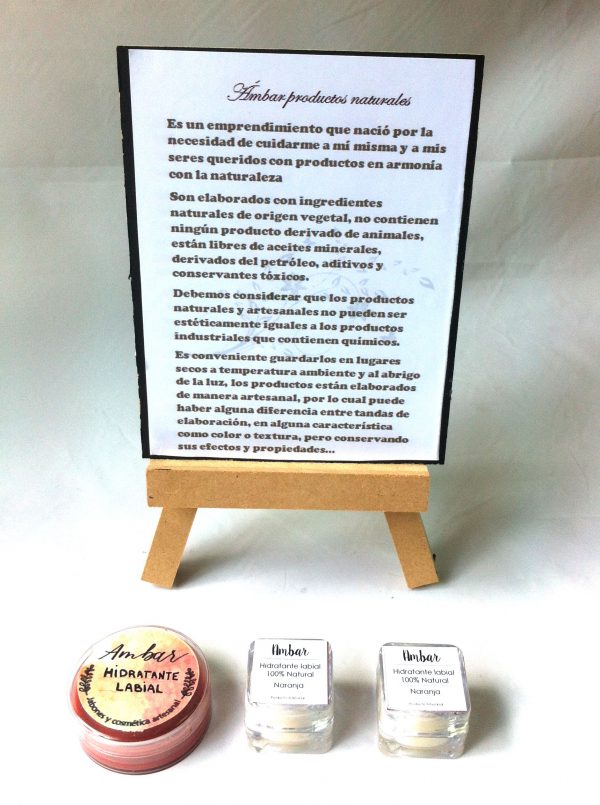 Ámbar productos naturales
Es un emprendimiento que nació por la
necesidad de cuidarme a mí misma y a mis
seres queridos con productos en armonía
con la naturaleza
Son elaborados con ingredientes
naturales de origen vegetal, no contienen
ningún producto derivado de animales,
están libres de aceites minerales,
derivados del petróleo, aditivos y
conservantes tóxicos.
Debemos considerar que los productos
naturales y artesanales no pueden ser
estéticamente iguales a los productos
industriales que contienen químicos.
Es conveniente guardarlos en lugares
secos a temperatura ambiente y al abrigo
de la luz, los productos están elaborados
de manera artesanal, por lo cual puede
haber alguna diferencia entre tandas de
elaboración, en alguna característica
como color o textura, pero conservando
sus efectos y propiedades...
Ambar
HIDRATANTE
LABIAL
jabones y cosmética artesanal
Ámbar
Hidratante labial
100% Natural
Naranja
Ámbar
Hidratante labial
100% Natural
Naranja